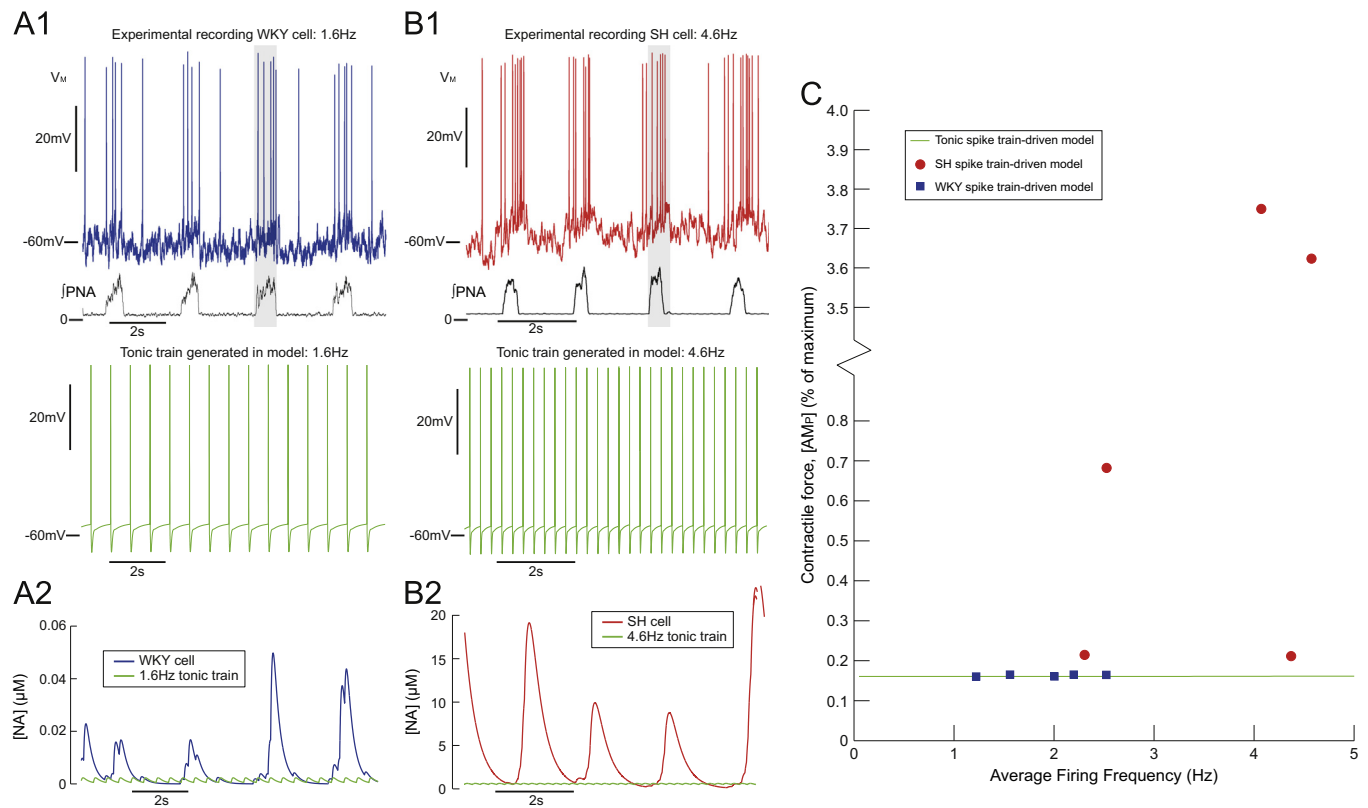 A1
Experimental recording WKY cell: 1.6Hz
VM
20mV
-60mV
∫PNA
0
2s
Tonic train generated in model: 1.6Hz
20mV
-60mV
2s
A2
[NA] (µM)
0.06
0.04
0.02
0
WKY cell
1.6Hz tonic train
2s
B1
Experimental recording SH cell: 4.6Hz
VM
20mV
-60mV
∫PNA
0
2s
Tonic train generated in model: 4.6Hz
20mV
-60mV
2s
B2
[NA] (µM)
20
15
10
5
0
SH cell
4.6Hz tonic train
2s
C
Contractile force, [AMP] (% of maximum)
4.0
3.8
3.7
3.6
3.5
0.8
0.7
0.6
0.5
0.4
0.3
0.2
0.1
0
Tonic spike train-driven model
SH spike train-driven model
WKY spike train-driven model
0
1
2
3
4
5
Average Firing Frequency (Hz)